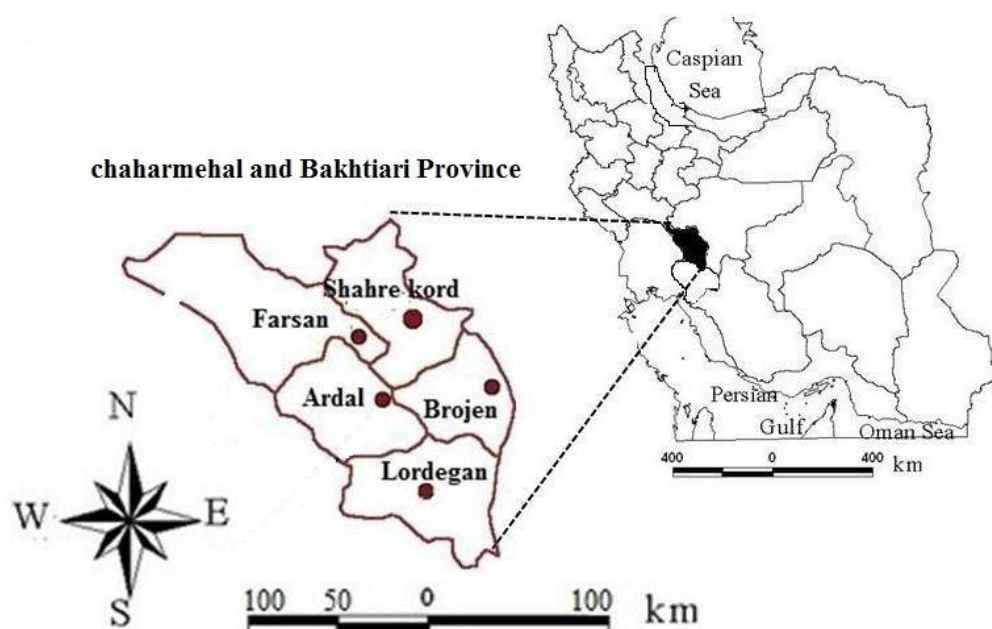 Caspian
Sea
chaharmehal and Bakhtiari Province
Shahre kord
Farsan
Ardal
Brojen
Lordegan
Persian
Gulf
Oman Sea
400 0 400
km
N
W E
S
100 50 0 100
km